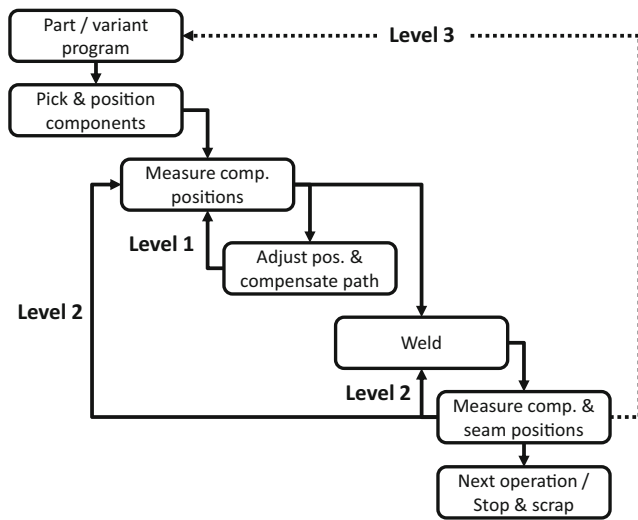 Part / variant
program
Level 3
Pick & position
components
Measure comp.
positions
Level 1
Adjust pos. &
compensate path
Level 2
Weld
Level 2
Measure comp. &
seam positions
Next operation /
Stop & scrap